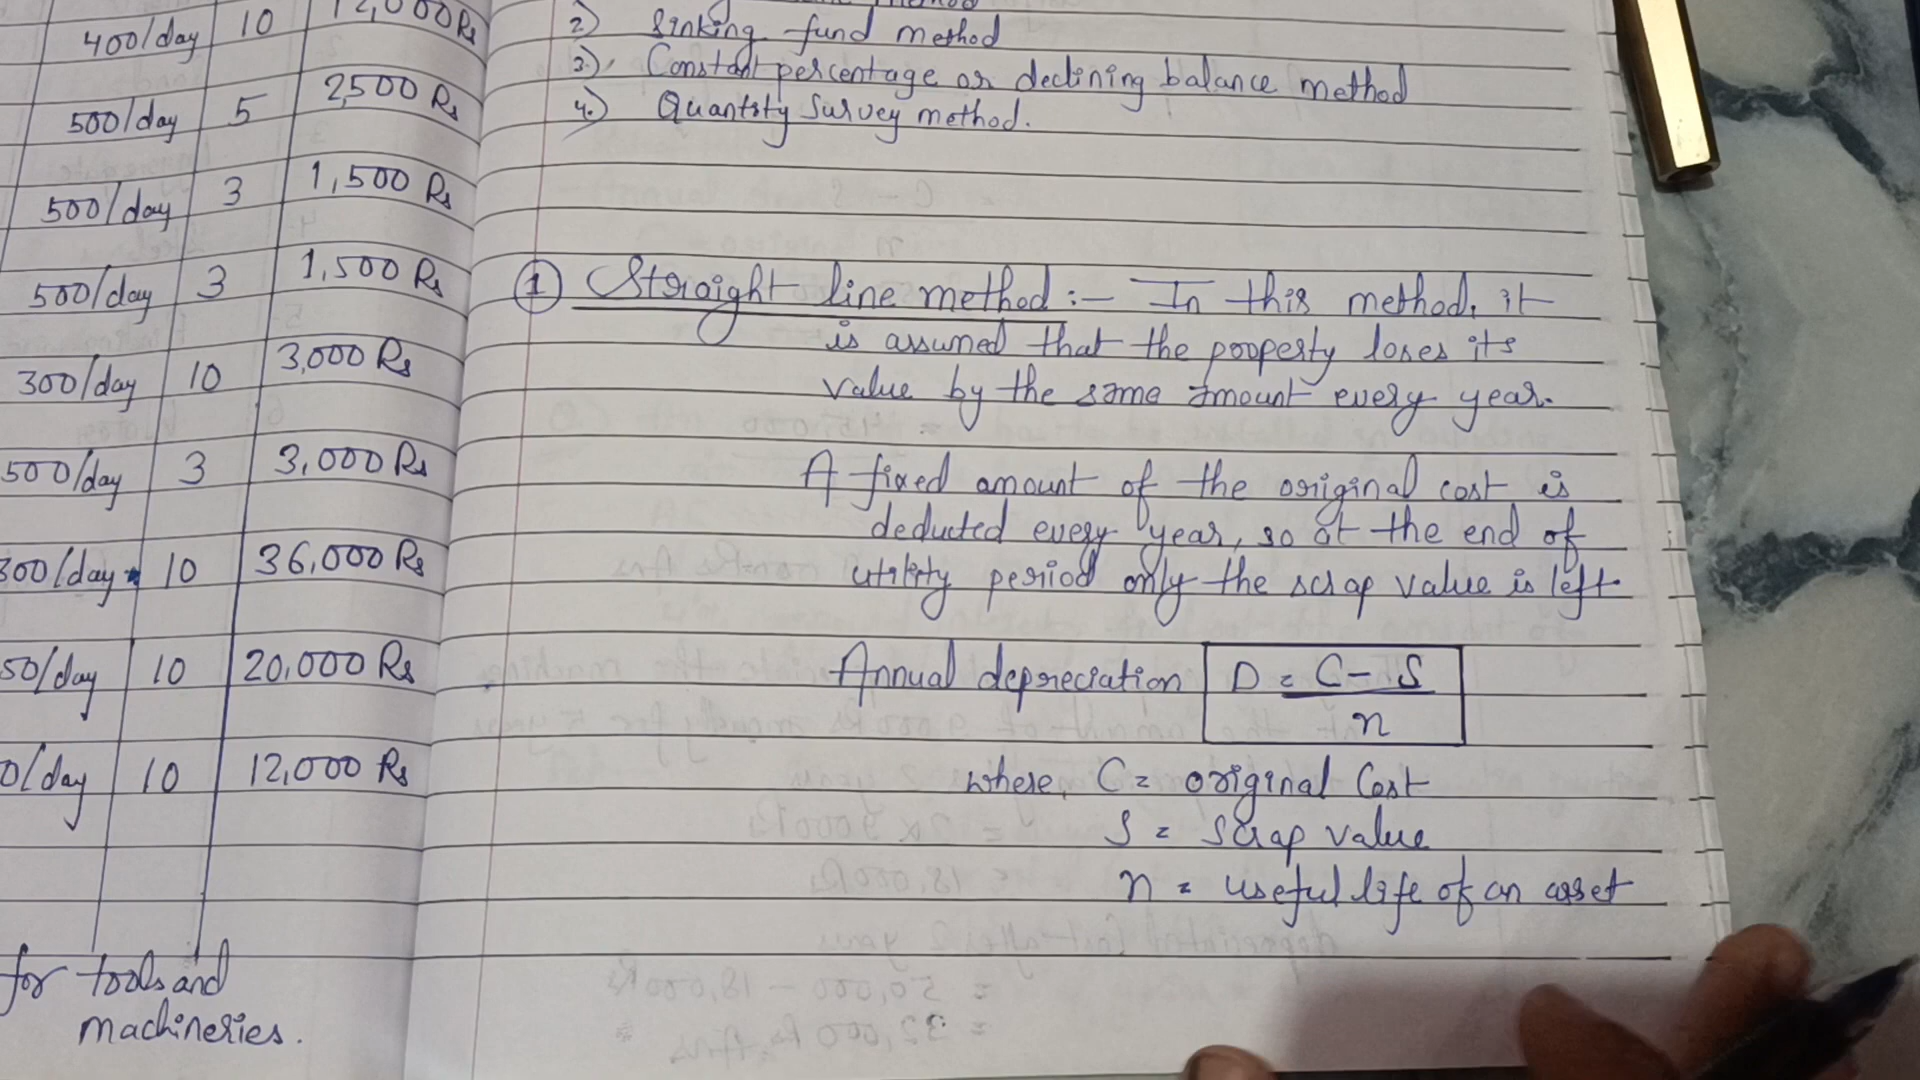 400/day 10 12,000 Rs
500/day 5 2500 Rs
500/day 3 1,500 Rs
500/day 3 1,500 Rs
300/day 10 3,000 Rs
500/day 3 3,000 Rs
300/day 10 36,000 Rs
50/day 10 20,000 Rs
0/day 10 12,000 Rs
for tools and
machineries.
2) Sinking fund method
3) Constant percentage or declining balance method
4.) Quantity Survey method.
① Straight line method :- In this method, it
is assumed that the property loses its
value by the same amount every year.
A fixed amount of the original cost is
deducted every year, so at the end of
utility period only the scrap value is left.
Annual depreciation D = C - S
n
where, C = original Cost
S = Scrap value
n = useful life of an asset